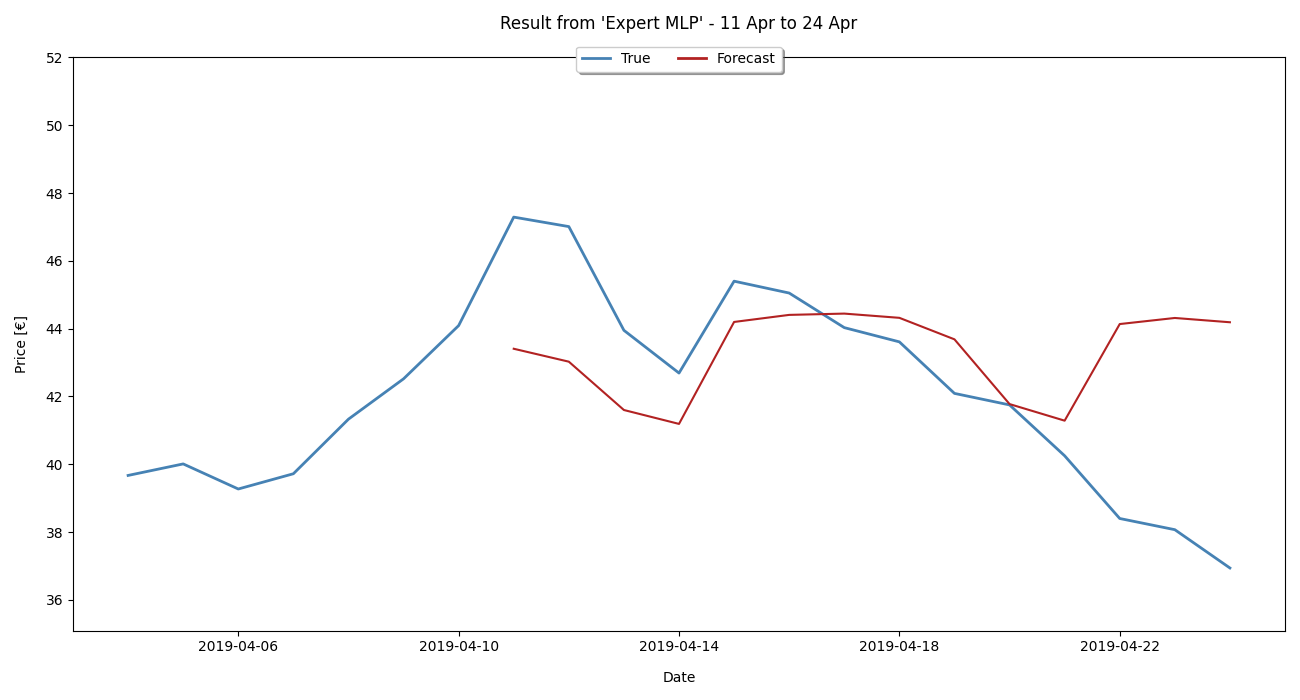 Result from 'Expert MLP' - 11 Apr to 24 Apr
True Forecast
52
50
48
46
44
42
40
38
36
Price [€]
2019-04-06 2019-04-10 2019-04-14 2019-04-18 2019-04-22
Date